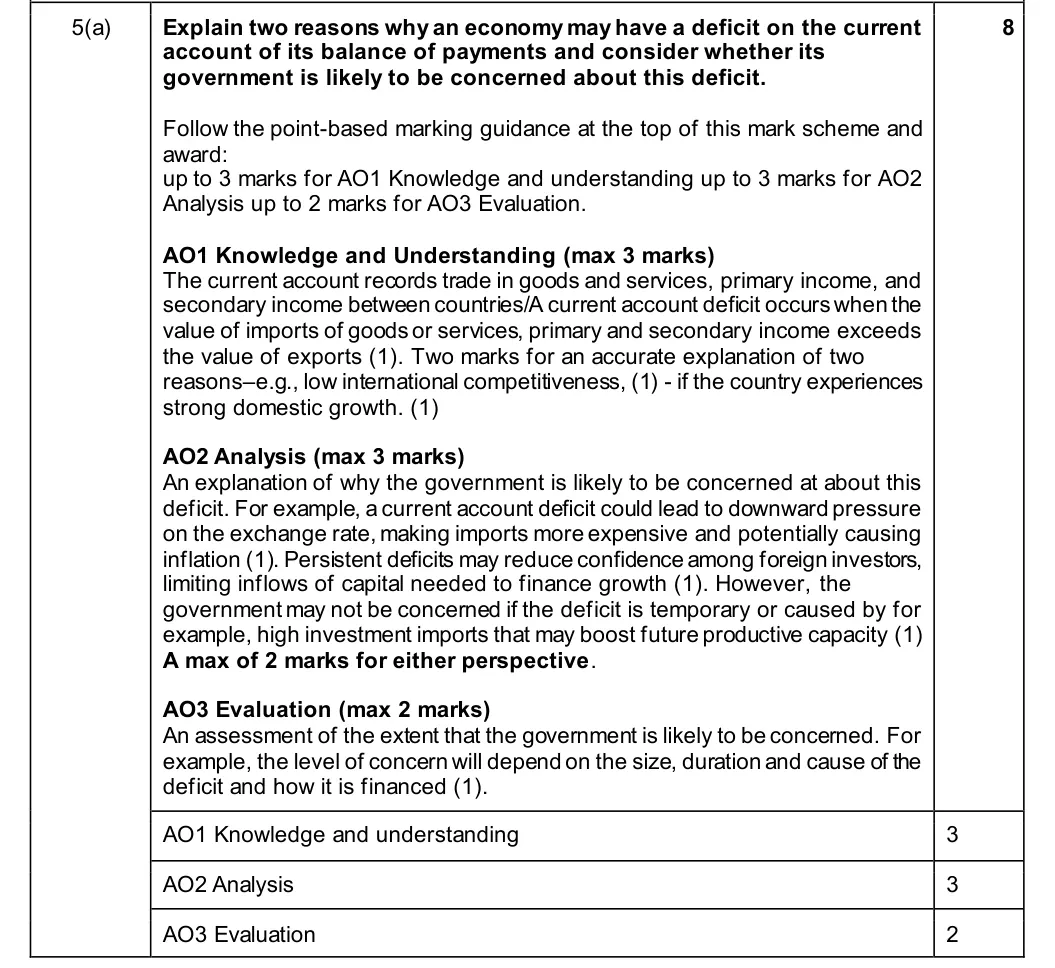 5(a) Explain two reasons why an economy may have a deficit on the current 8
account of its balance of payments and consider whether its
government is likely to be concerned about this deficit.
Follow the point-based marking guidance at the top of this mark scheme and
award:
up to 3 marks for AO1 Knowledge and understanding up to 3 marks for AO2
Analysis up to 2 marks for AO3 Evaluation.
AO1 Knowledge and Understanding (max 3 marks)
The current account records trade in goods and services, primary income, and
secondary income between countries/A current account deficit occurs when the
value of imports of goods or services, primary and secondary income exceeds
the value of exports (1). Two marks for an accurate explanation of two
reasons–e.g., low international competitiveness, (1) - if the country experiences
strong domestic growth. (1)
AO2 Analysis (max 3 marks)
An explanation of why the government is likely to be concerned at about this
deficit. For example, a current account deficit could lead to downward pressure
on the exchange rate, making imports more expensive and potentially causing
inflation (1). Persistent deficits may reduce confidence among foreign investors,
limiting inflows of capital needed to finance growth (1). However, the
government may not be concerned if the deficit is temporary or caused by for
example, high investment imports that may boost future productive capacity (1)
A max of 2 marks for either perspective.
AO3 Evaluation (max 2 marks)
An assessment of the extent that the government is likely to be concerned. For
example, the level of concern will depend on the size, duration and cause of the
deficit and how it is financed (1).
AO1 Knowledge and understanding 3
AO2 Analysis 3
AO3 Evaluation 2